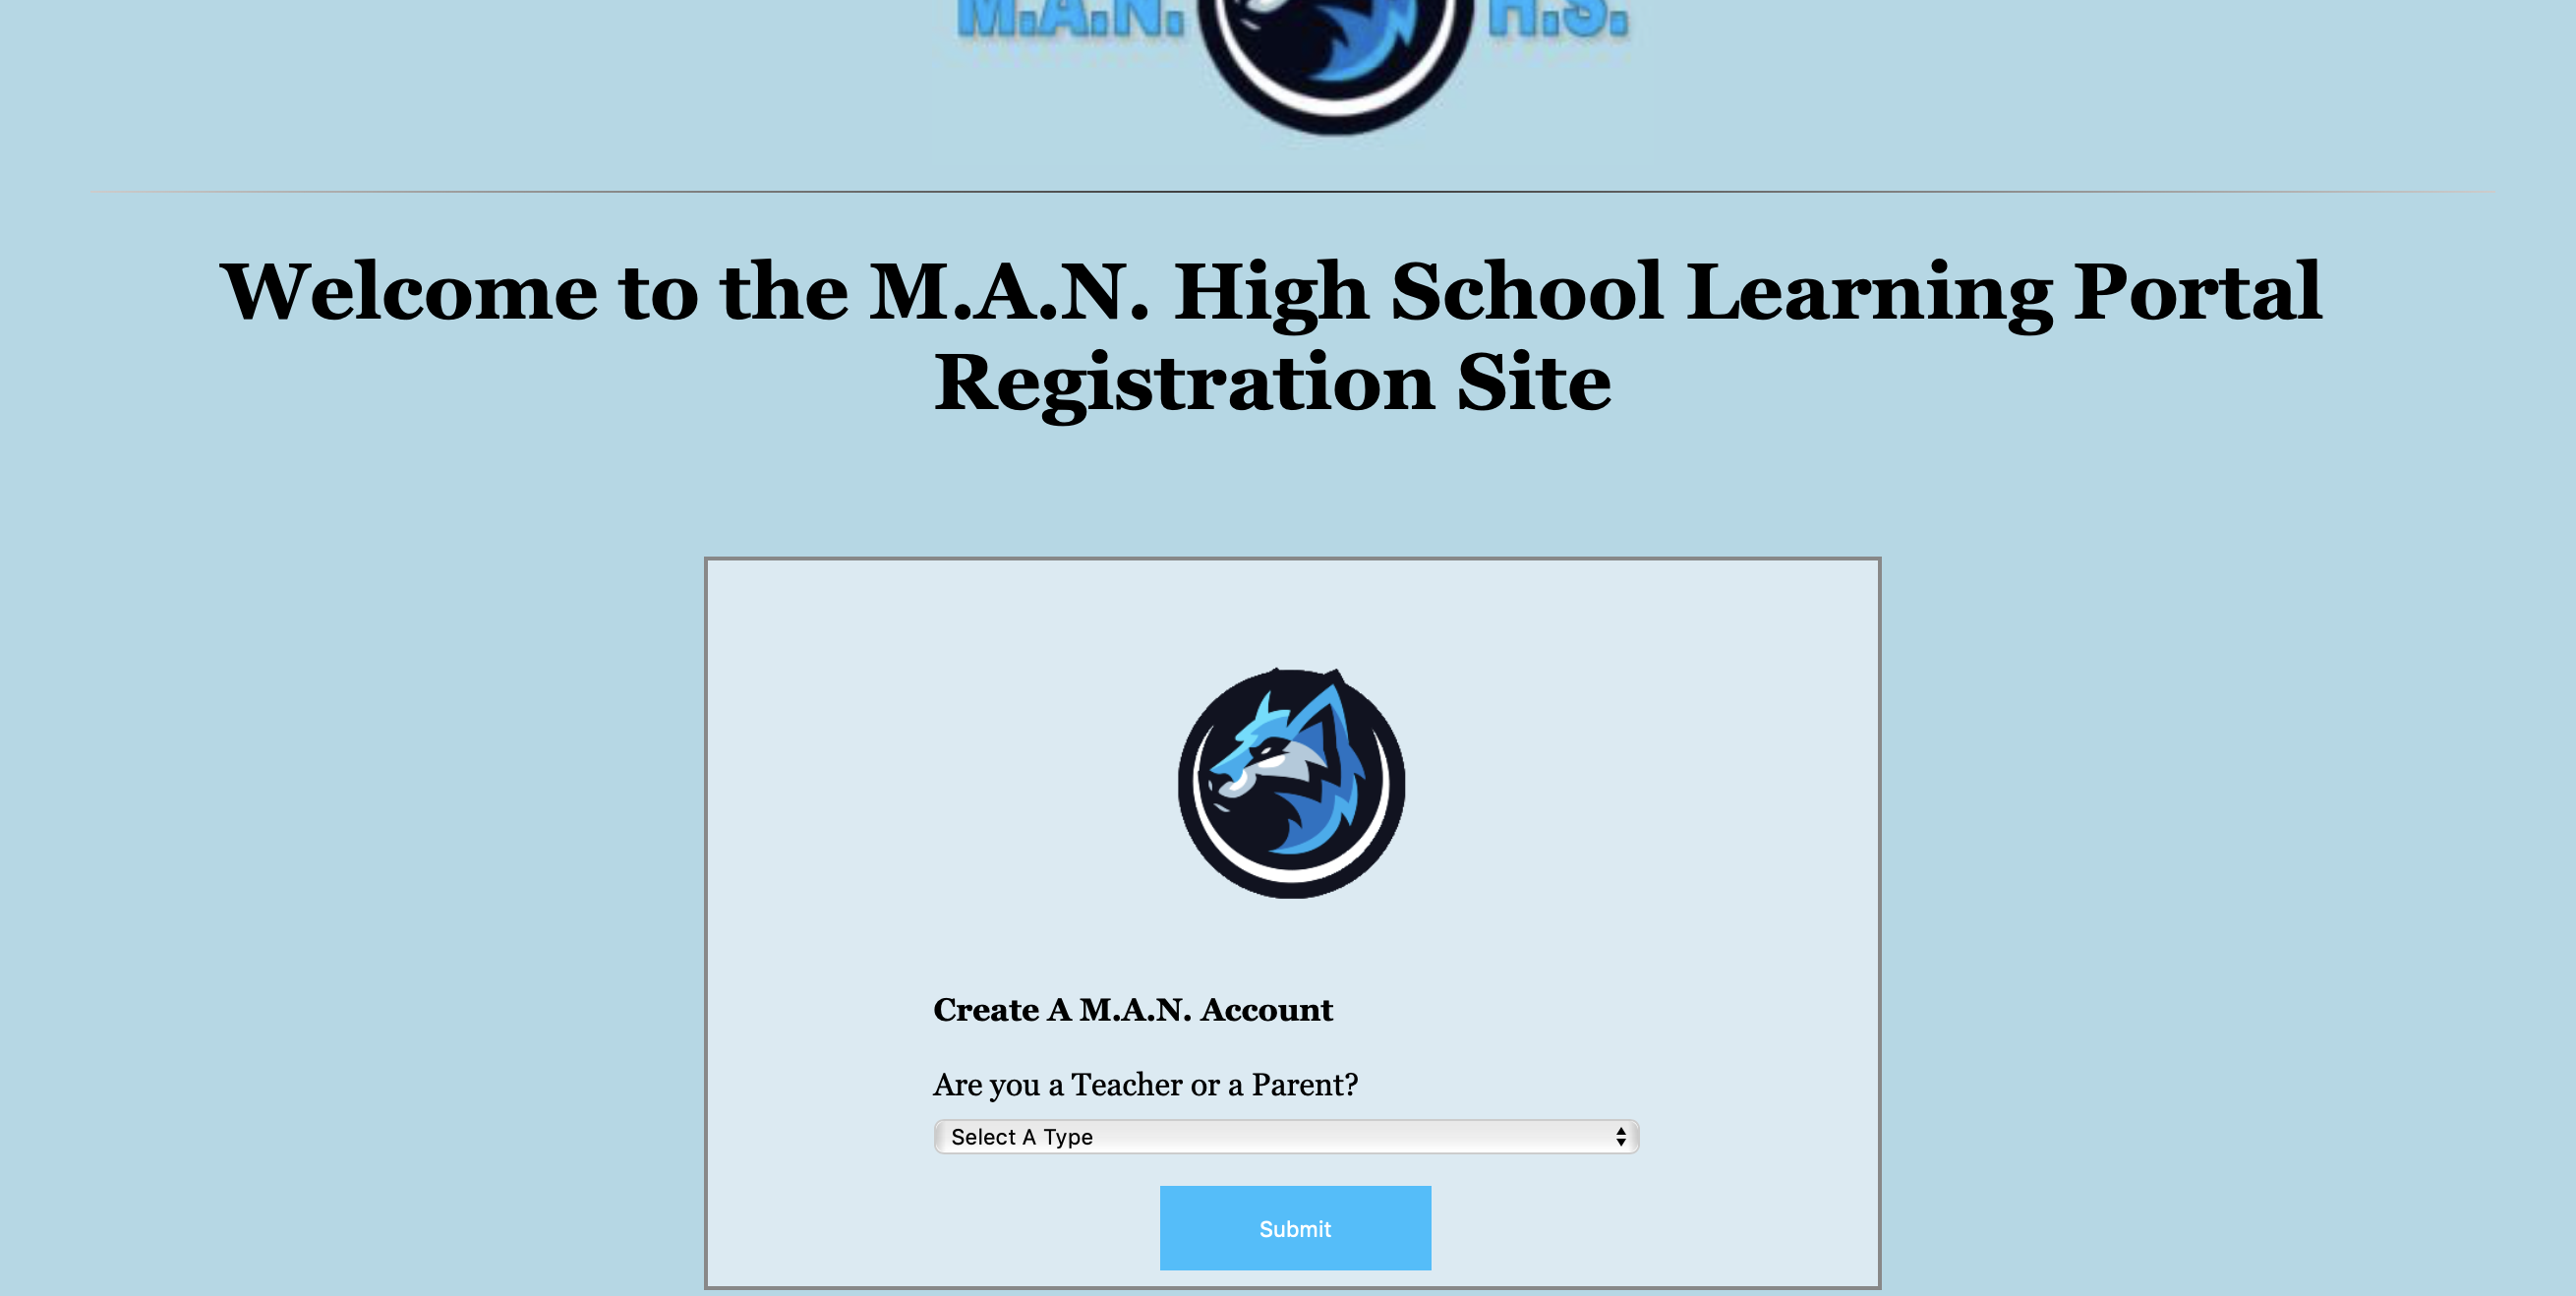 M.A.N. H.S.
Welcome to the M.A.N. High School Learning Portal
Registration Site
Create A M.A.N. Account
Are you a Teacher or a Parent?
Select A Type
Submit